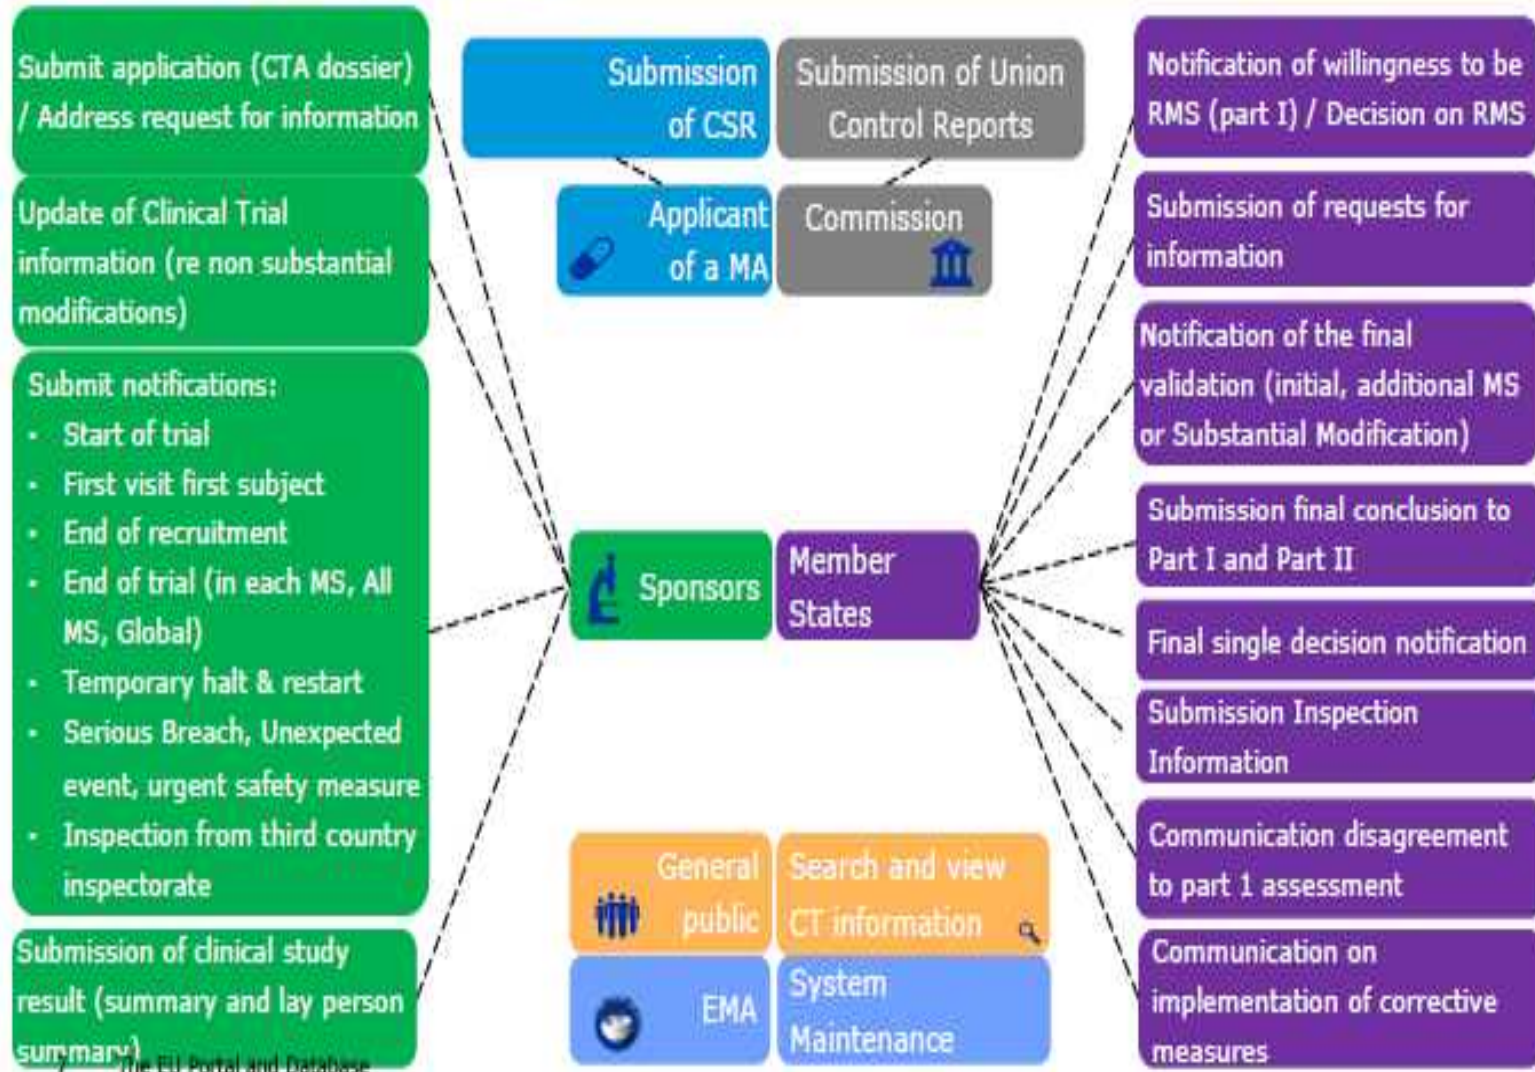 Submit application (CTA dossier)
/ Address request for information
Update of Clinical Trial
information (re non substantial
modifications)
Submit notifications:
- Start of trial
- First visit first subject
- End of recruitment
- End of trial (in each MS, All
MS, Global)
- Temporary halt & restart
- Serious Breach, Unexpected
event, urgent safety measure
- Inspection from third country
inspectorate
Submission of clinical study
result (summary and lay person
summary)
7 The EU Portal and Database
Submission
of CSR
Submission of Union
Control Reports
Applicant
of a MA
Commission
Sponsors
Member
States
General
public
Search and view
CT information
EMA
System
Maintenance
Notification of willingness to be
RMS (part I) / Decision on RMS
Submission of requests for
information
Notification of the final
validation (initial, additional MS
or Substantial Modification)
Submission final conclusion to
Part I and Part II
Final single decision notification
Submission Inspection
Information
Communication disagreement
to part 1 assessment
Communication on
implementation of corrective
measures